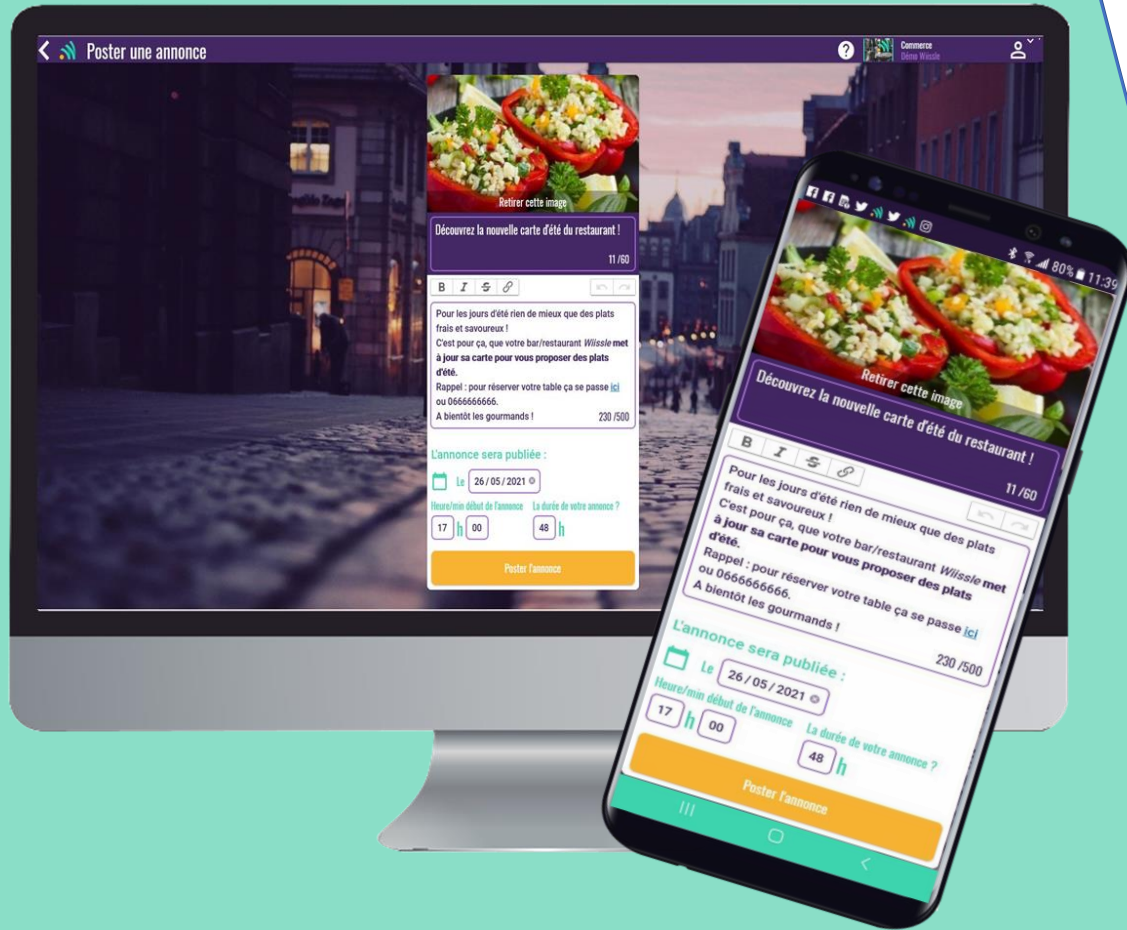 Poster une annonce
?
Commerce
Démo Wiissle
Retirer cette image
Découvrez la nouvelle carte d'été du restaurant !
11 /60
B I S
Pour les jours d'été rien de mieux que des plats
frais et savoureux !
C'est pour ça, que votre bar/restaurant Wiissle met
à jour sa carte pour vous proposer des plats
d'été.
Rappel : pour réserver votre table ça se passe ici
ou 0666666666.
A bientôt les gourmands !
230 /500
L'annonce sera publiée :
Le 26 / 05 / 2021
Heure/min début de l'annonce La durée de votre annonce ?
17 h 00 48 h
Poster l'annonce
80% 11:39
Retirer cette image
Découvrez la nouvelle carte d'été du restaurant !
11 /60
B I S
Pour les jours d'été rien de mieux que des plats
frais et savoureux !
C'est pour ça, que votre bar/restaurant Wiissle met
à jour sa carte pour vous proposer des plats
d'été.
Rappel : pour réserver votre table ça se passe ici
ou 0666666666.
A bientôt les gourmands !
230 /500
L'annonce sera publiée :
Le 26 / 05 / 2021
Heure/min début de l'annonce La durée de votre annonce ?
17 h 00 48 h
Poster l'annonce